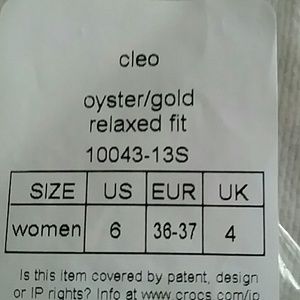 cleo
oyster/gold
relaxed fit
10043-13S
SIZE US EUR UK
women 6 36-37 4
Is this item covered by patent, design
or IP rights? Info at www.crocs.com/ip